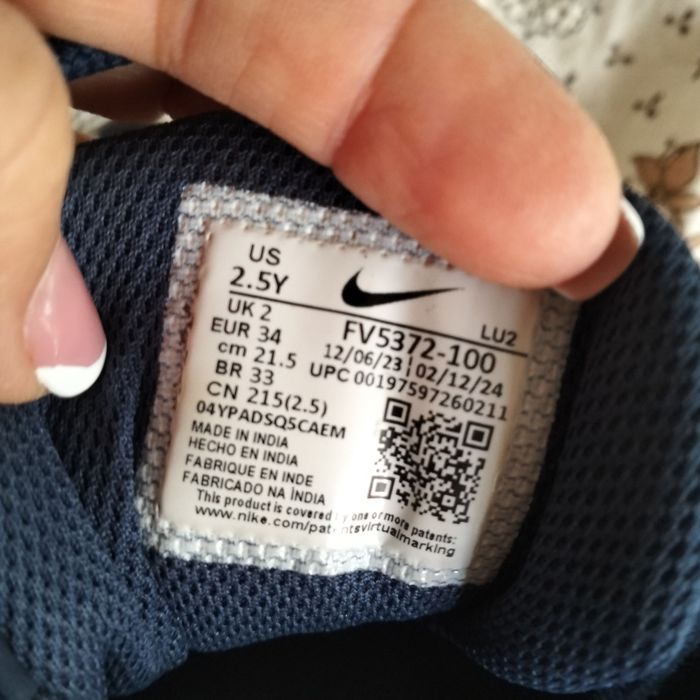 US
2.5Y
UK 2
EUR 34
cm 21.5
BR 33
CN 215(2.5)
LU2
FV5372-100
12/06/23 | 02/12/24
UPC 00197597260211
04YPADSQ5CAEM
MADE IN INDIA
HECHO EN INDIA
FABRIQUE EN INDE
FABRICADO NA ÍNDIA
This product is covered by one or more patents:
www.nike.com/patentsvirtualmarking